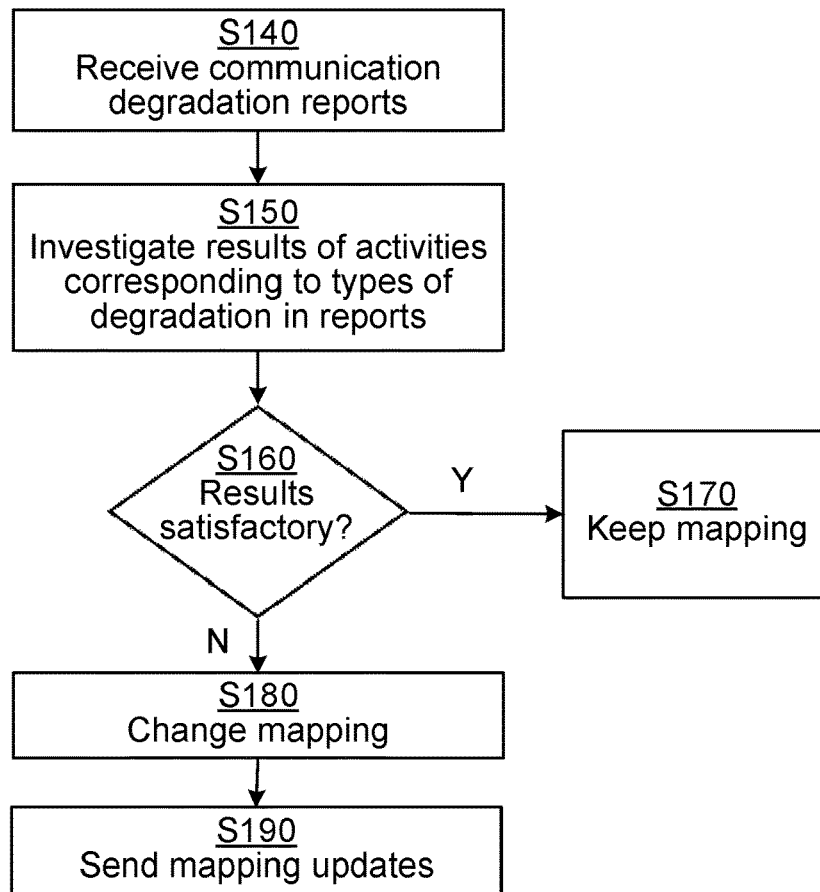 S140
Receive communication
degradation reports
S150
Investigate results of activities
corresponding to types of
degradation in reports
S160
Results
satisfactory?
Y
S170
Keep mapping
N
S180
Change mapping
S190
Send mapping updates